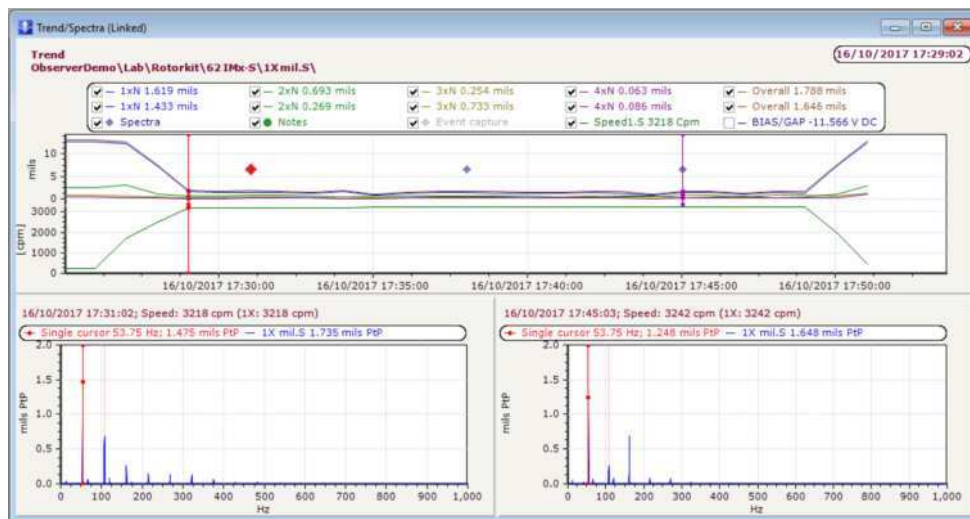 Trend/Spectra (Linked)
Trend
16/10/2017 17:29:02
ObserverDemo\Lab\Rotorkit\62 IMx-S\1X mil.S\
1xN 1.619 mils 2xN 0.693 mils 3xN 0.254 mils 4xN 0.063 mils Overall 1.788 mils
1xN 1.433 mils 2xN 0.269 mils 3xN 0.733 mils 4xN 0.086 mils Overall 1.646 mils
Spectra Notes Event capture Speed1.S 3218 Cpm BIAS/GAP -11.566 V DC
mils
10
5
0
[cpm]
3000
2000
1000
0
16/10/2017 17:30:00 16/10/2017 17:35:00 16/10/2017 17:40:00 16/10/2017 17:45:00 16/10/2017 17:50:00
16/10/2017 17:31:02; Speed: 3218 cpm (1X: 3218 cpm)
Single cursor 53.75 Hz; 1.475 mils PtP 1X mil.S 1.735 mils PtP
mils PtP
2.0
1.5
1.0
0.5
0.0
0 100 200 300 400 500 600 700 800 900 1,000
Hz
16/10/2017 17:45:03; Speed: 3242 cpm (1X: 3242 cpm)
Single cursor 53.75 Hz; 1.248 mils PtP 1X mil.S 1.648 mils PtP
mils PtP
2.0
1.5
1.0
0.5
0.0
0 100 200 300 400 500 600 700 800 900 1,000
Hz